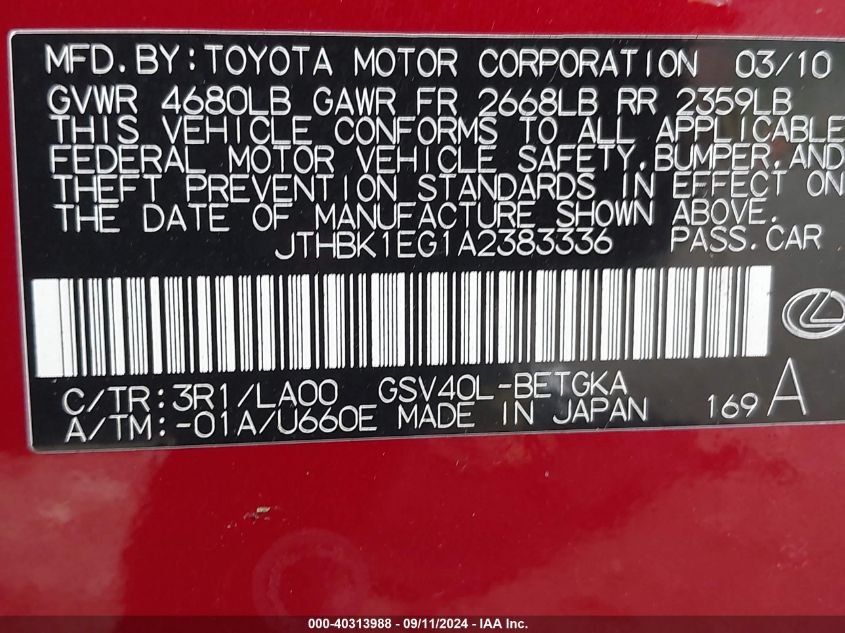 MFD.BY:TOYOTA MOTOR CORPORATION 03/10
GVWR 4680LB GAWR FR 2668LB RR 2359LB
THIS VEHICLE CONFORMS TO ALL APPLICABLE
FEDERAL MOTOR VEHICLE SAFETY,BUMPER,AND
THEFT PREVENTION STANDARDS IN EFFECT ON
THE DATE OF MANUFACTURE SHOWN ABOVE.
JTHBK1EG1A2383336 PASS.CAR
C/TR:3R1/LA00 GSV40L-BETGKA
A/TM:-01A/U660E MADE IN JAPAN 169 A
000-40313988 - 09/11/2024 - IAA Inc.